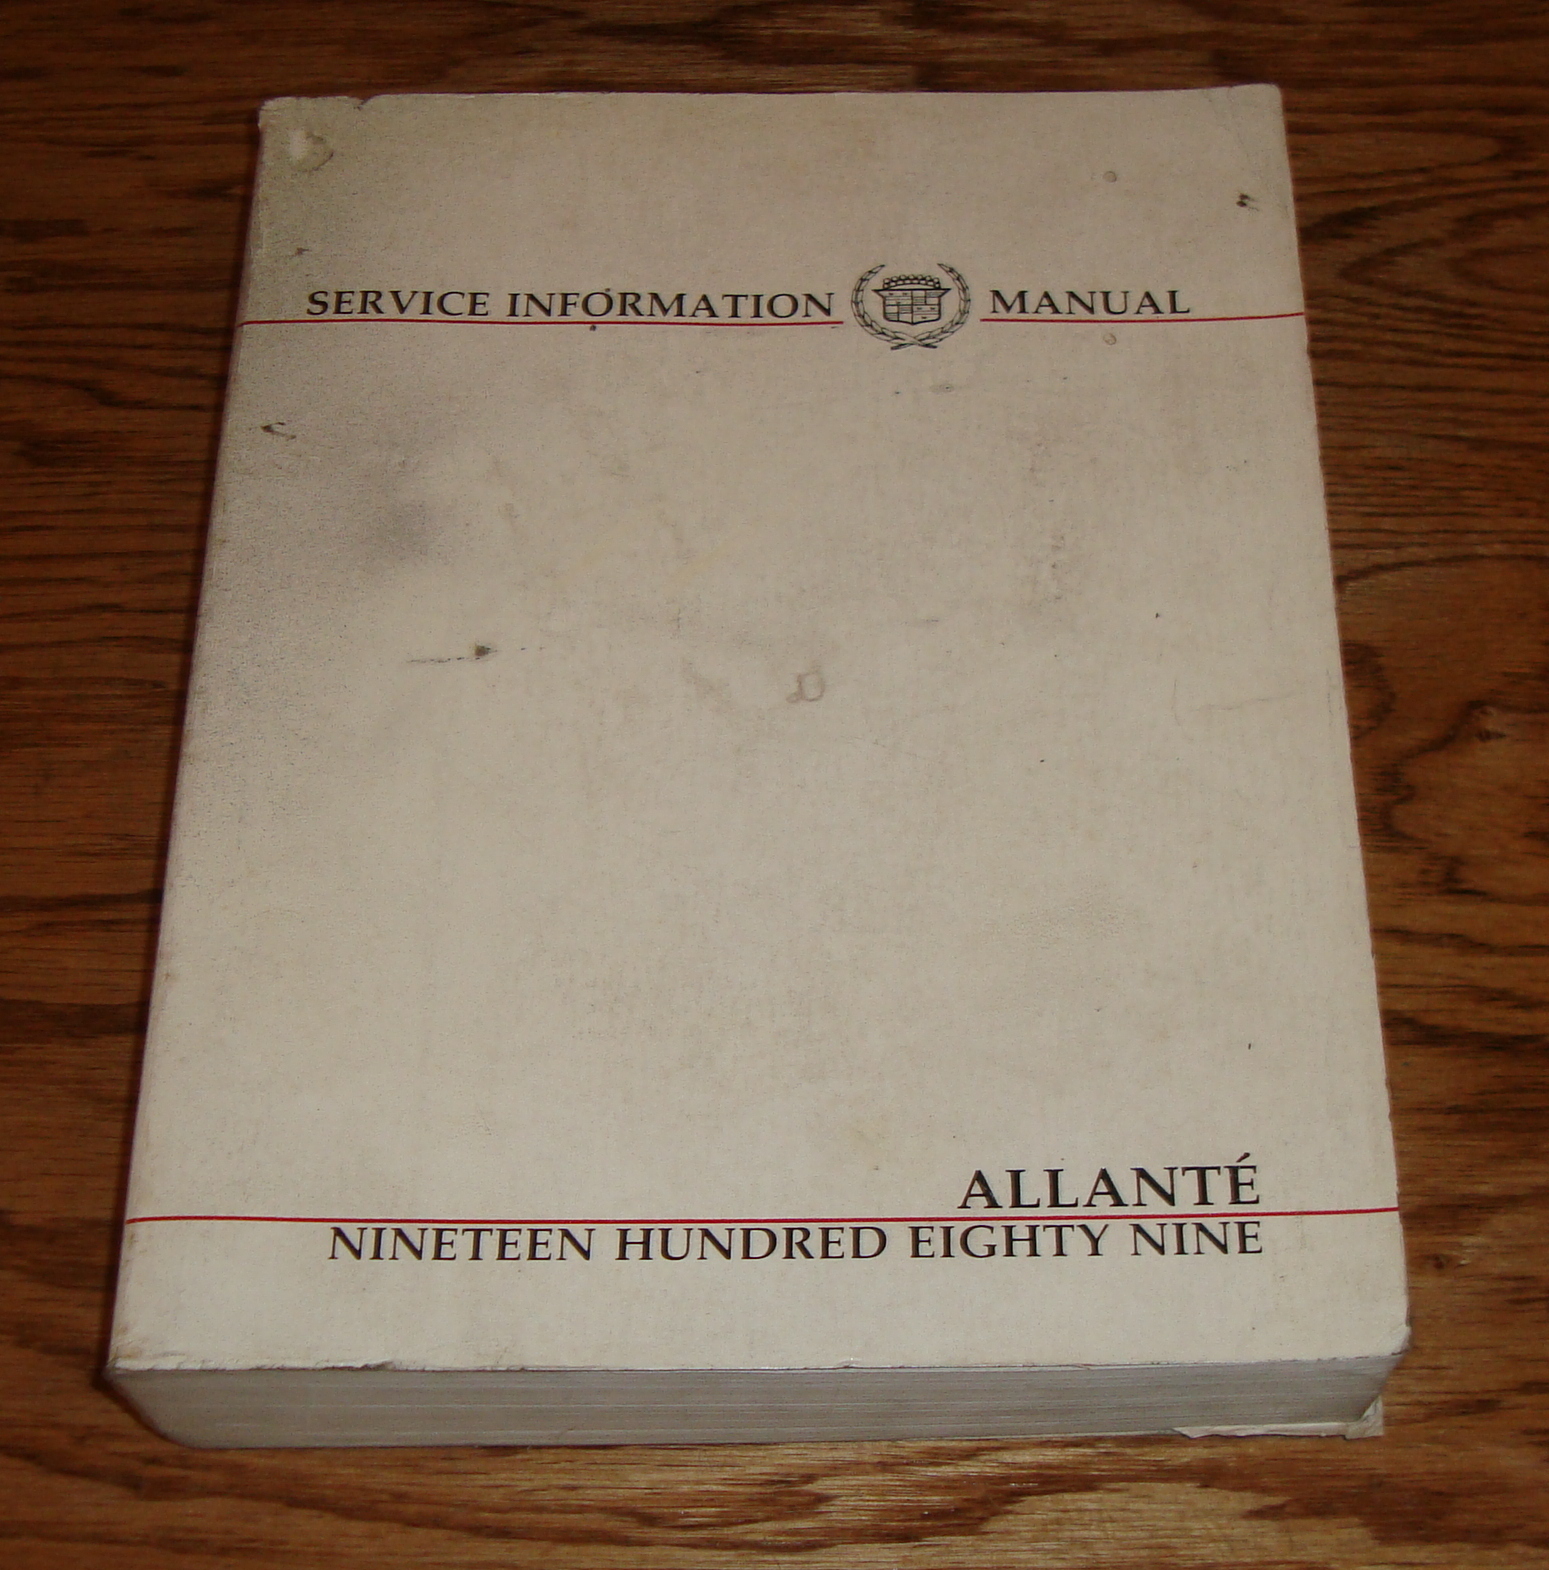 SERVICE INFORMATION MANUAL
ALLANTÉ
NINETEEN HUNDRED EIGHTY NINE